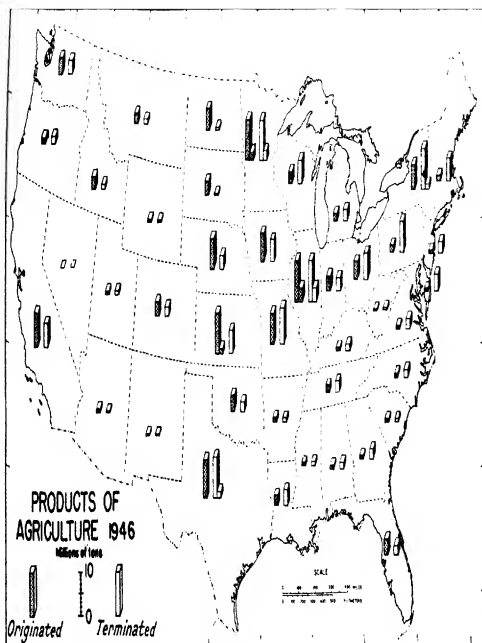 PRODUCTS OF
AGRICULTURE 1946
Millions of tons
10
0
Originated Terminated
SCALE